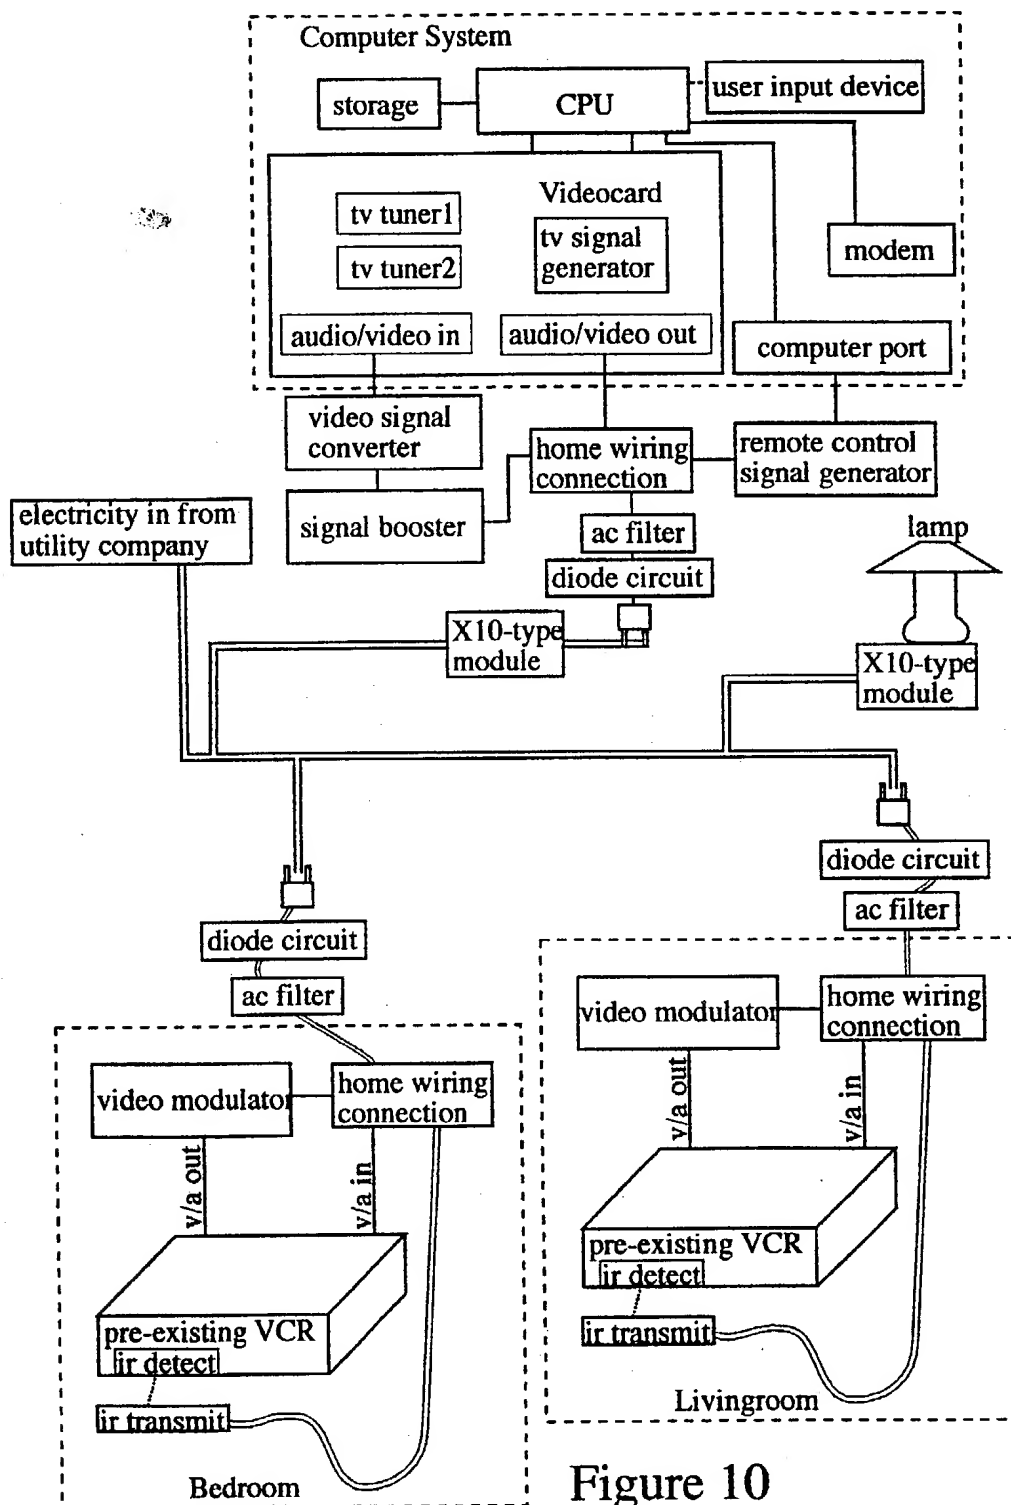 Computer System
storage
CPU
user input device
Videocard
tv tuner1
tv signal
generator
tv tuner2
modem
audio/video in
audio/video out
computer port
video signal
converter
home wiring
connection
remote control
signal generator
electricity in from
utility company
signal booster
ac filter
lamp
diode circuit
X10-type
module
X10-type
module
diode circuit
ac filter
diode circuit
ac filter
video modulator
home wiring
connection
video modulator
home wiring
connection
v/a out
v/a in
v/a out
v/a in
pre-existing VCR
ir detect
ir transmit
pre-existing VCR
ir detect
ir transmit
Livingroom
Bedroom
Figure 10